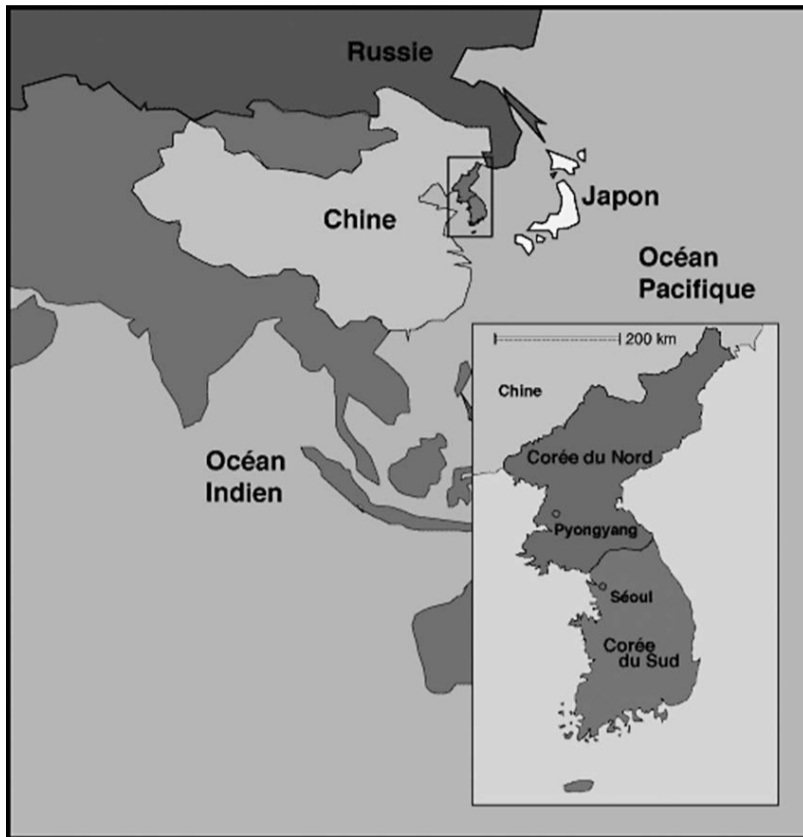 Russie
Chine
Japon
Océan
Pacifique
200 km
Chine
Océan
Indien
Corée du Nord
Pyongyang
Séoul
Corée
du Sud